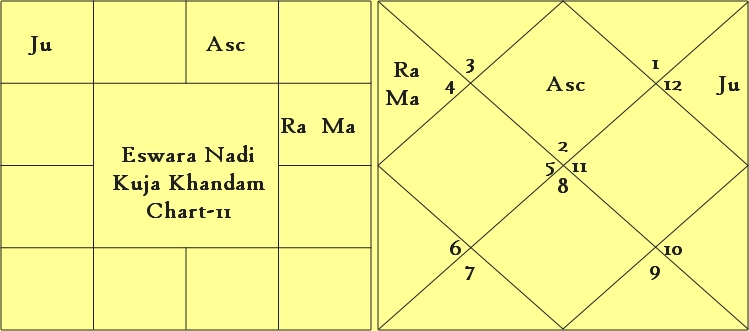 Ju
Asc
Ra Ma
Eswara Nadi
Kuja Khandam
Chart-11
3
1
Ra
Ma
4
Asc
12
Ju
2
5
11
8
6
7
10
9